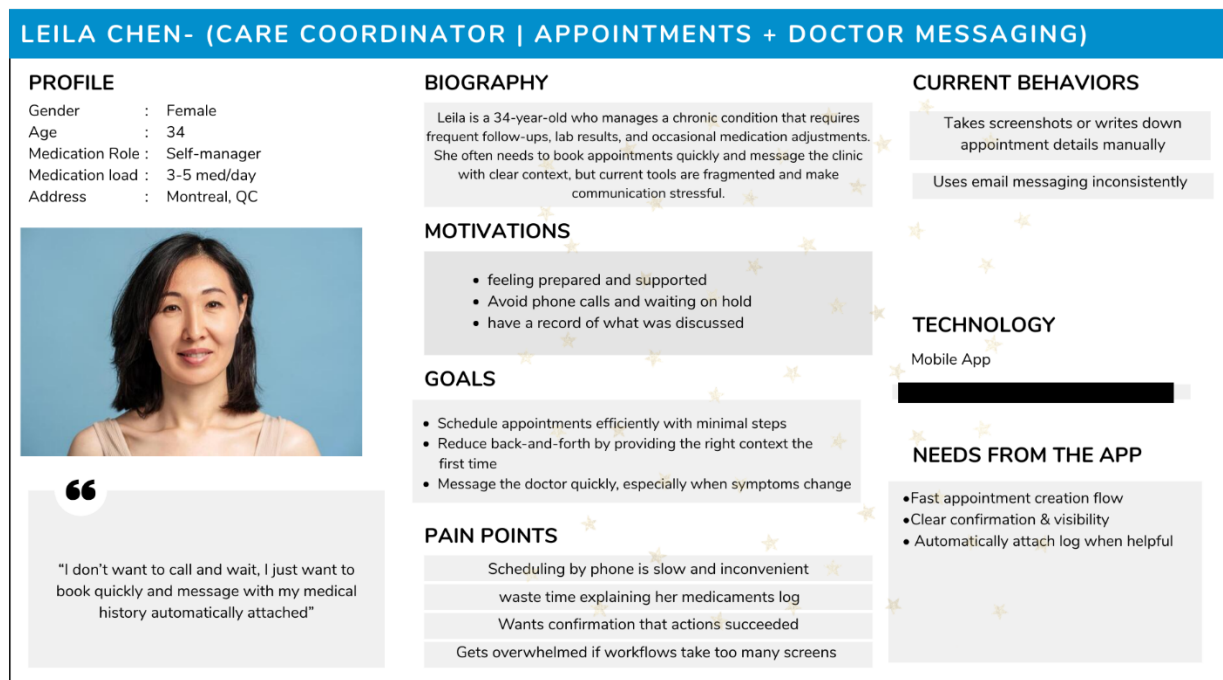 LEILA CHEN- (CARE COORDINATOR | APPOINTMENTS + DOCTOR MESSAGING)
PROFILE
Gender : Female
Age : 34
Medication Role : Self-manager
Medication load : 3-5 med/day
Address : Montreal, QC
“I don’t want to call and wait, I just want to
book quickly and message with my medical
history automatically attached”
BIOGRAPHY
Leila is a 34-year-old who manages a chronic condition that requires
frequent follow-ups, lab results, and occasional medication adjustments.
She often needs to book appointments quickly and message the clinic
with clear context, but current tools are fragmented and make
communication stressful.
MOTIVATIONS
• feeling prepared and supported
• Avoid phone calls and waiting on hold
• have a record of what was discussed
GOALS
• Schedule appointments efficiently with minimal steps
• Reduce back-and-forth by providing the right context the
first time
• Message the doctor quickly, especially when symptoms change
PAIN POINTS
Scheduling by phone is slow and inconvenient
waste time explaining her medicaments log
Wants confirmation that actions succeeded
Gets overwhelmed if workflows take too many screens
CURRENT BEHAVIORS
Takes screenshots or writes down
appointment details manually
Uses email messaging inconsistently
TECHNOLOGY
Mobile App
NEEDS FROM THE APP
•Fast appointment creation flow
•Clear confirmation & visibility
• Automatically attach log when helpful